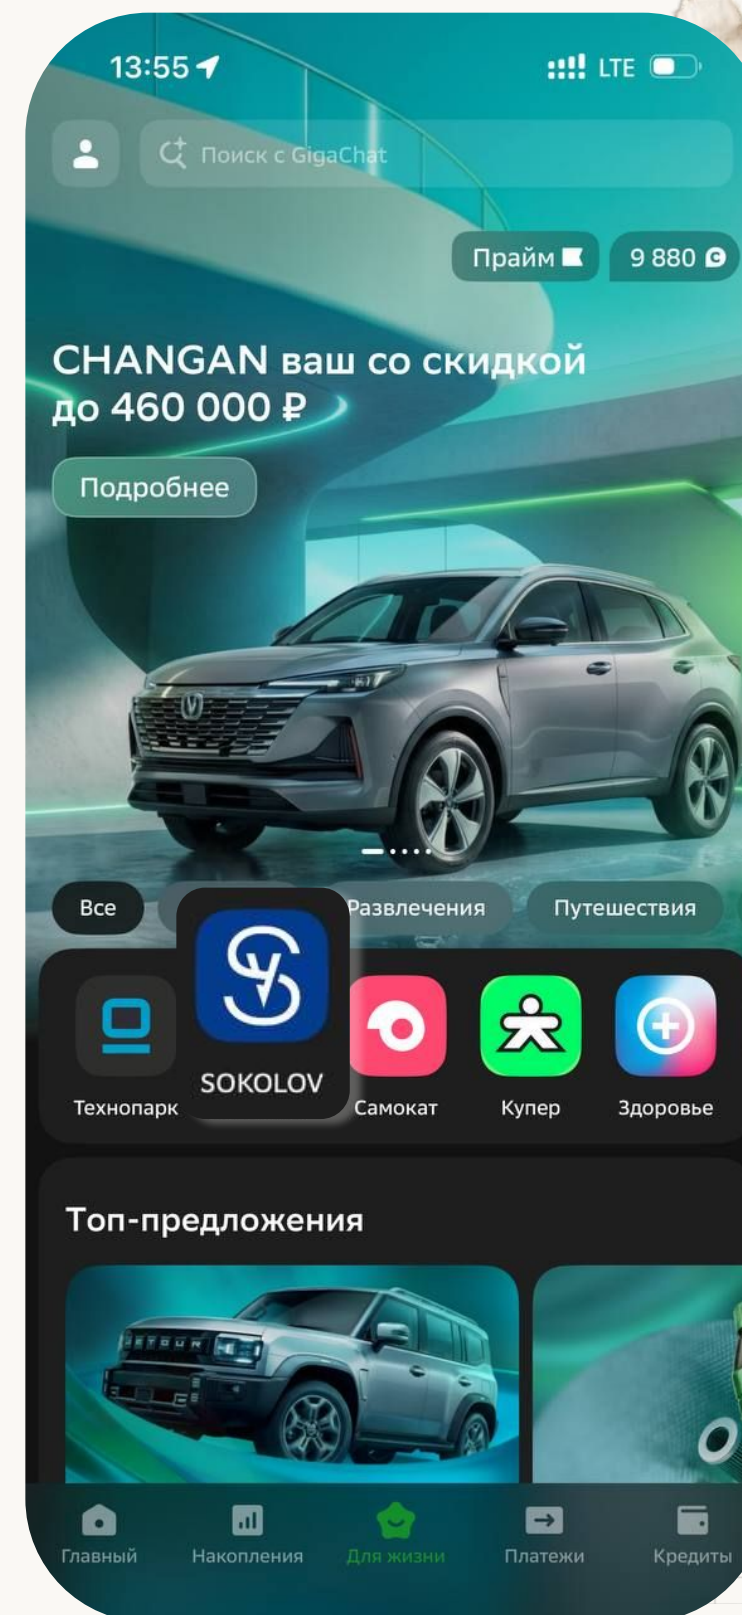 13:55
LTE
Поиск с GigaChat
Прайм
9 880
CHANGAN ваш со скидкой
до 460 000 ₽
Подробнее
Все
Развлечения
Путешествия
Технопарк
SOKOLOV
Самокат
Купер
Здоровье
Топ-предложения
JETOUR
Главный
Накопления
Для жизни
Платежи
Кредиты